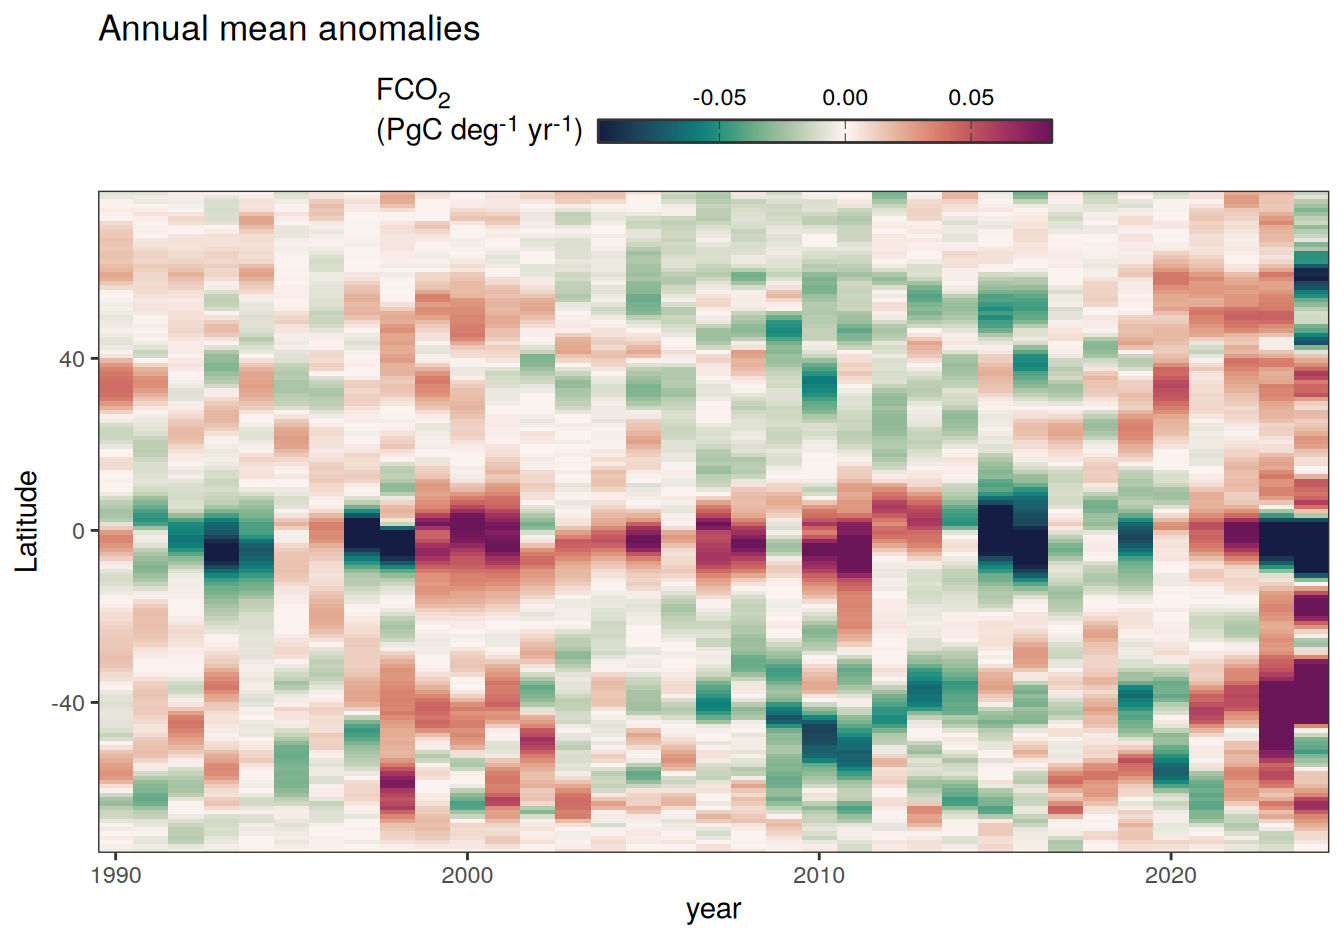 Annual mean anomalies
FCO₂
(PgC deg⁻¹ yr⁻¹)
-0.05 0.00 0.05
Latitude
40
0
-40
1990 2000 2010 2020
year